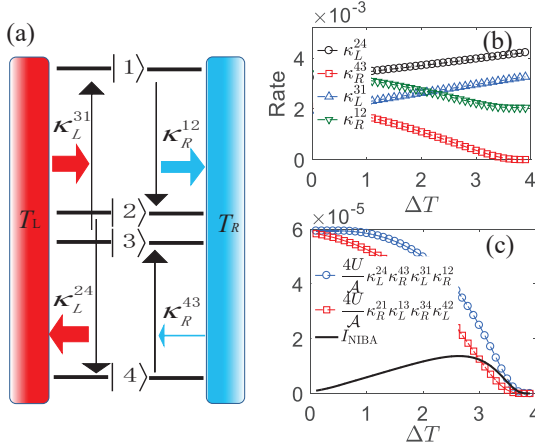 (a)
|1⟩
κ_L^31
κ_R^12
T_L
|2⟩
T_R
|3⟩
κ_L^24
κ_R^43
|4⟩
×10^-3
(b)
6
4
2
0
Rate
κ_L^24
κ_R^43
κ_L^31
κ_R^12
0 1 2 3 4
ΔT
×10^-5
(c)
6
4
2
0
4U/𝒜 κ_L^24 κ_R^43 κ_L^31 κ_R^12
4U/𝒜 κ_R^21 κ_L^13 κ_R^34 κ_L^42
I_NIBA
0 1 2 3 4
ΔT